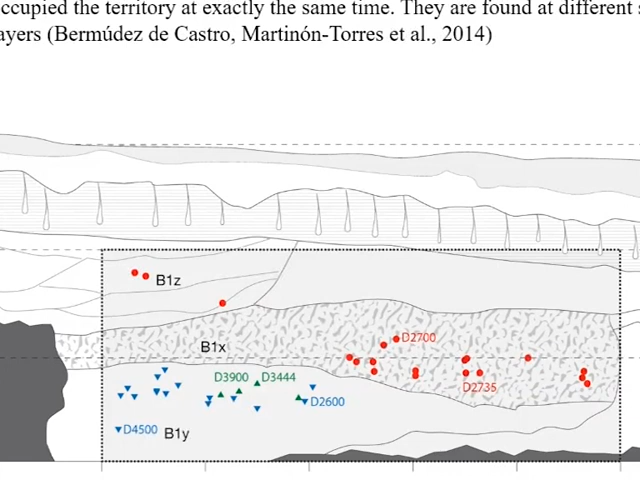 ccupied the territory at exactly the same time. They are found at different
ayers (Bermúdez de Castro, Martinón-Torres et al., 2014)
B1z
D2700
B1x
D3900 D3444
D2735
D2600
D4500 B1y